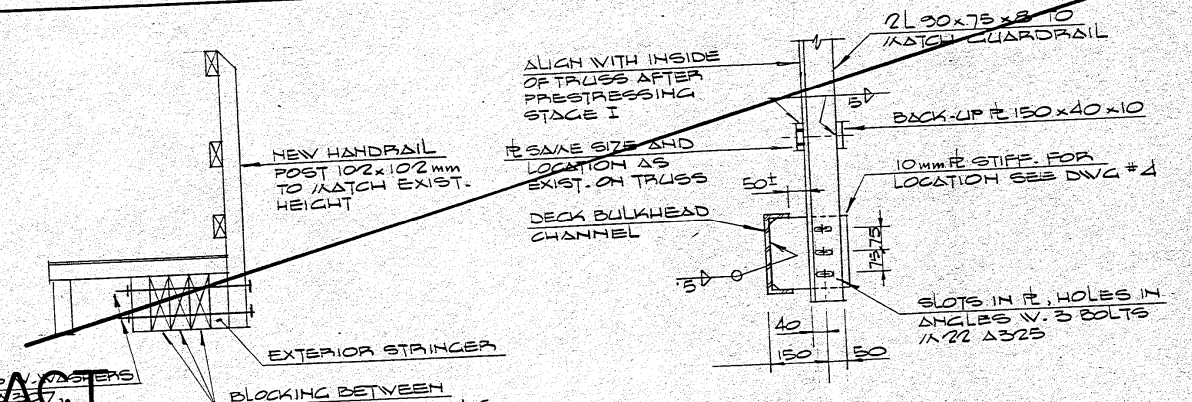 2L 90x75x8-10
MATCH GUARDRAIL
ALIGN WITH INSIDE
OF TRUSS AFTER
PRESTRESSING
STAGE I
5
BACK-UP PL 150x40x10
NEW HANDRAIL
POST 102x102mm
TO MATCH EXIST.
HEIGHT
PL SAME SIZE AND
LOCATION AS
EXIST. ON TRUSS
10mm PL STIFF. FOR
LOCATION SEE DWG #4
50±
DECK BULKHEAD
CHANNEL
75 75
5
SLOTS IN PL, HOLES IN
ANGLES W. 3 BOLTS
M22 A325
40
150 50
EXTERIOR STRINGER
WASHERS
BLOCKING BETWEEN
ACT